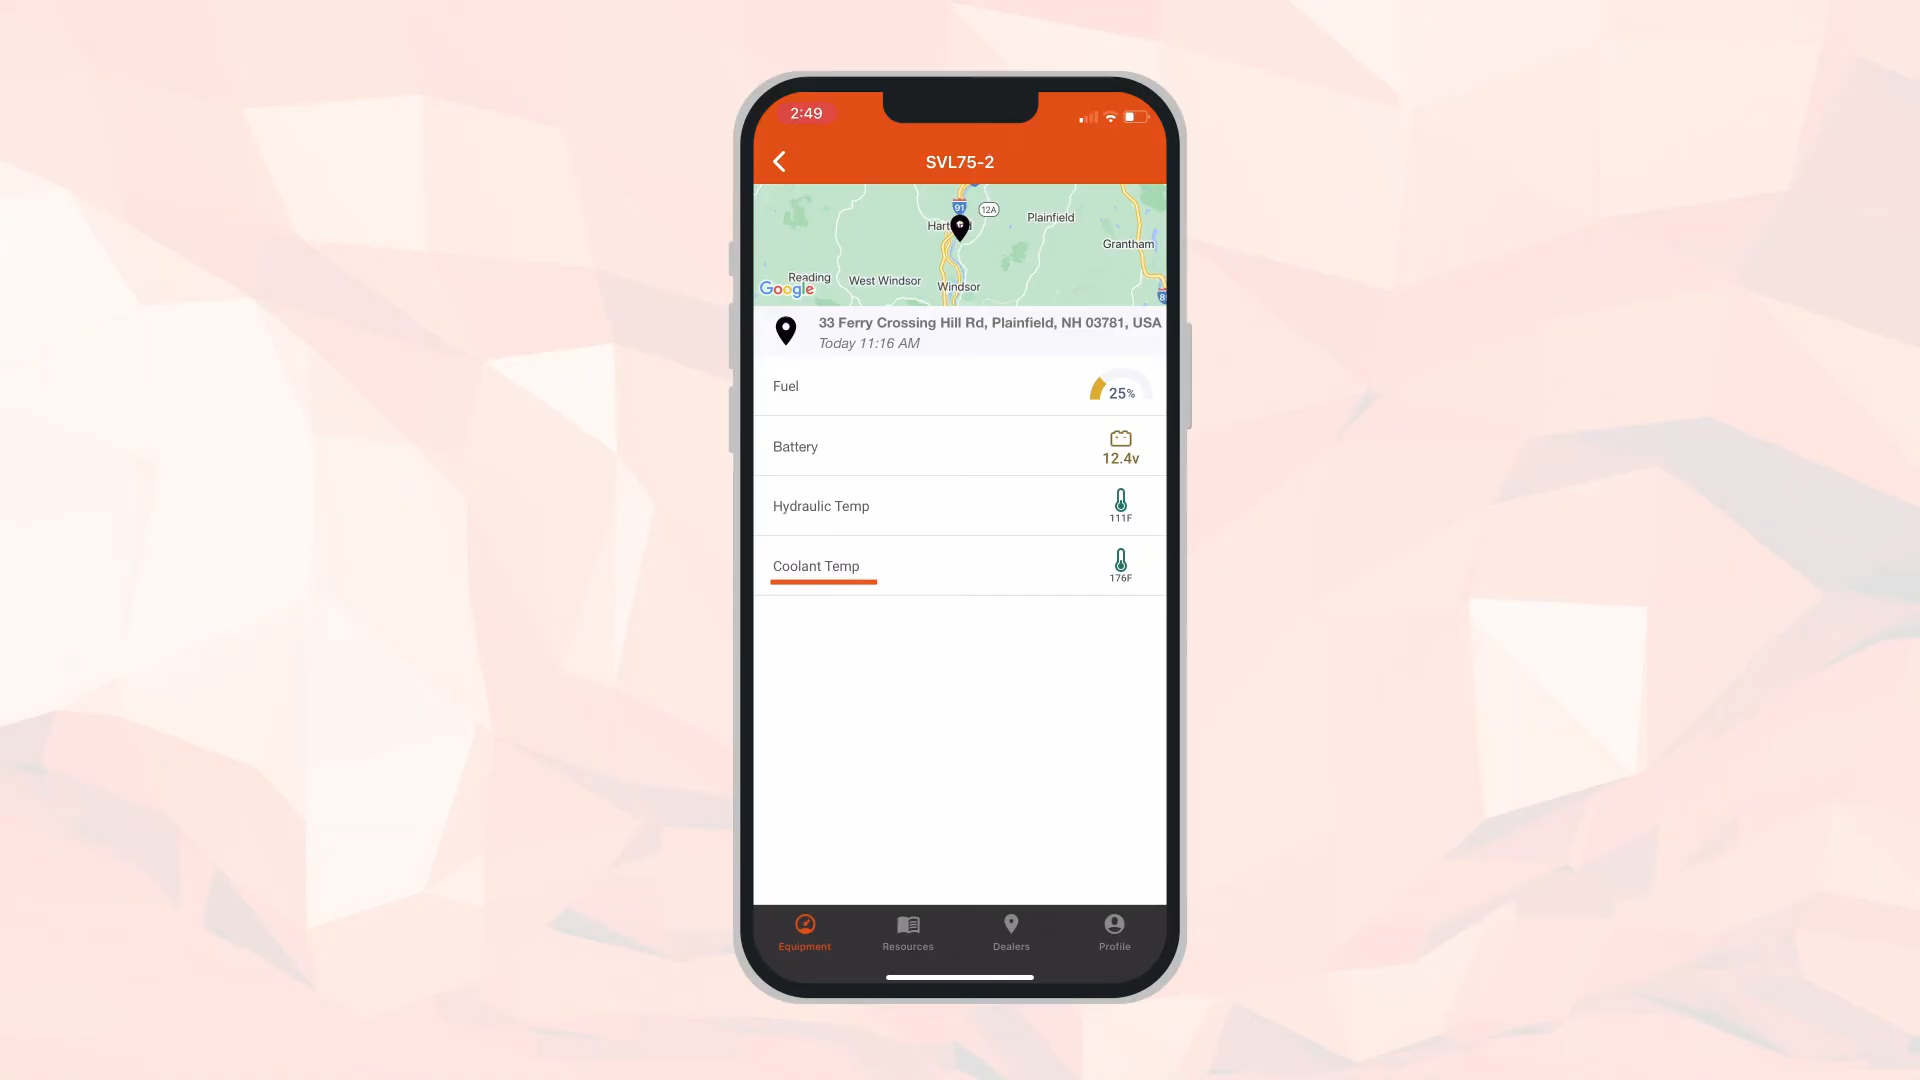 2:49
SVL75-2
91
12A
Plainfield
Grantham
Reading
West Windsor
Windsor
Google
33 Ferry Crossing Hill Rd, Plainfield, NH 03781, USA
Today 11:16 AM
Fuel
25%
Battery
12.4v
Hydraulic Temp
111F
Coolant Temp
176F
Equipment
Resources
Dealers
Profile